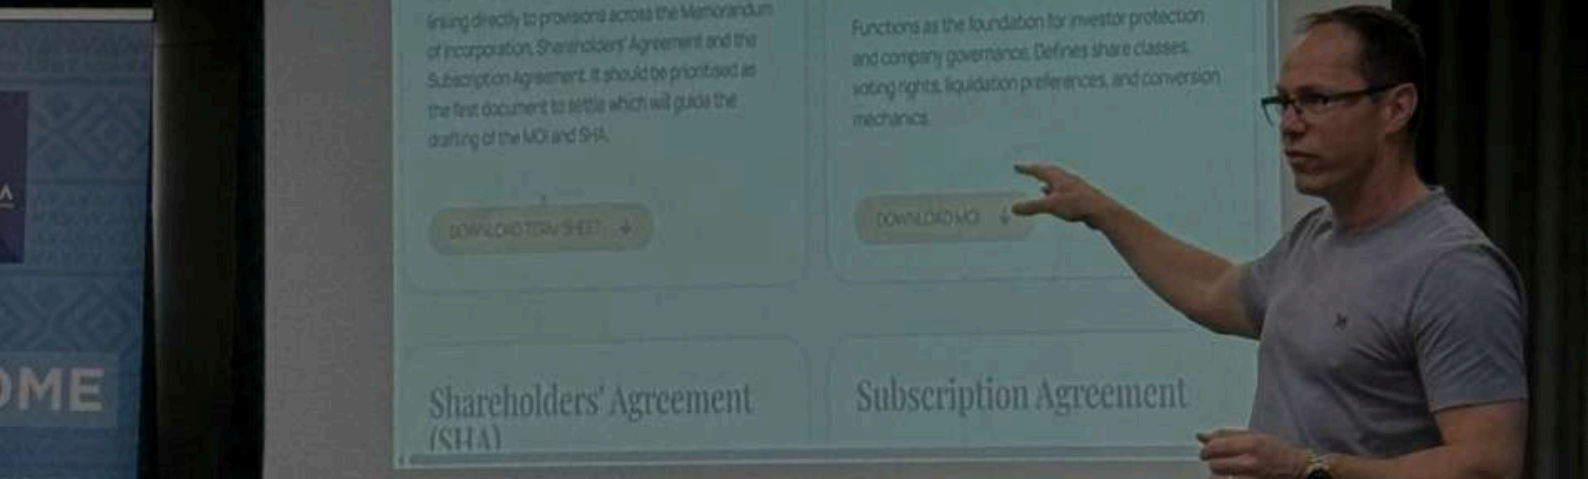 linking directly to provisions across the Memorandum
of Incorporation, Shareholders' Agreement and the
Subscription Agreement. It should be prioritised as
the first document to settle which will guide the
drafting of the MOI and SHA.
DOWNLOAD TERM SHEET
Functions as the foundation for investor protection
and company governance. Defines share classes,
voting rights, liquidation preferences, and conversion
mechanics.
DOWNLOAD MOI
Shareholders' Agreement
(SHA)
Subscription Agreement
A
OME